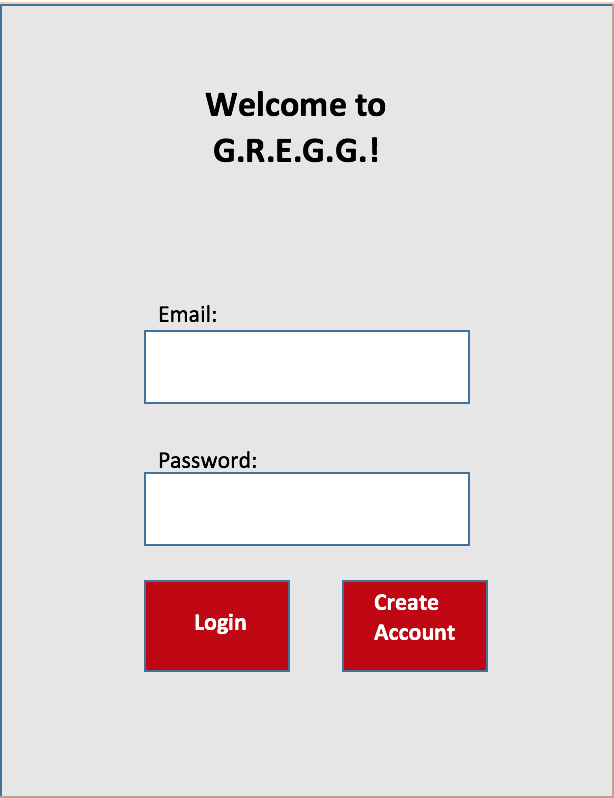 Welcome to
G.R.E.G.G.!
Email:
Password:
Login
Create
Account